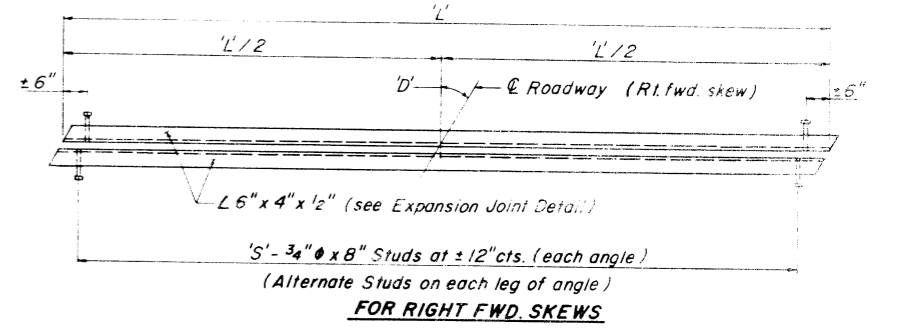 'L'
'L'/2 'L'/2
±6" 'D' ℄ Roadway (Rt. fwd. skew) ±6"
L 6" x 4" x ½" (see Expansion Joint Detail)
'S' - ¾" ϕ x 8" Studs at ± 12" cts. (each angle)
(Alternate Studs on each leg of angle)
FOR RIGHT FWD. SKEWS